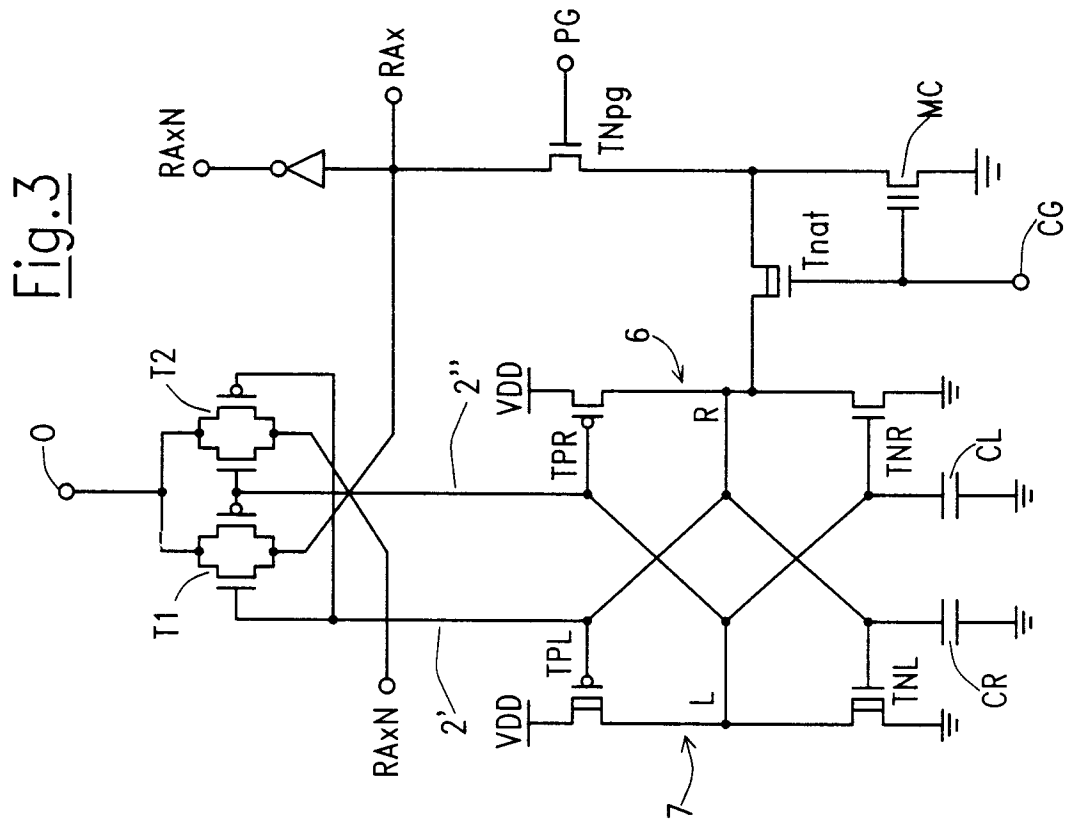 Fig.3
O
T1
T2
RAxN
RAx
PG
TNpg
RAxN
2'
2"
VDD
VDD
6
7
TPL
TPR
L
R
Tnat
MC
TNL
TNR
CR
CL
CG